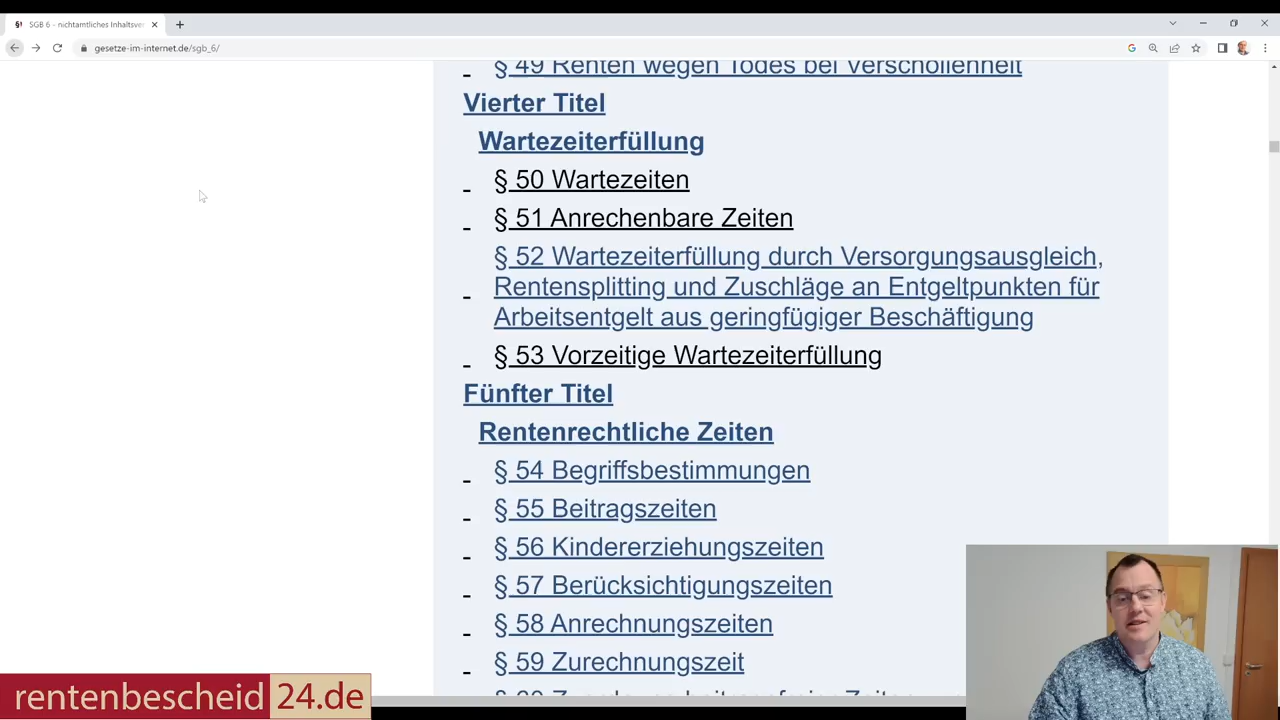 SGB 6 - nichtamtliches Inhaltsver
gesetze-im-internet.de/sgb_6/
§ 49 Renten wegen Todes bei Verschollenheit
Vierter Titel
Wartezeiterfüllung
§ 50 Wartezeiten
§ 51 Anrechenbare Zeiten
§ 52 Wartezeiterfüllung durch Versorgungsausgleich,
Rentensplitting und Zuschläge an Entgeltpunkten für
Arbeitsentgelt aus geringfügiger Beschäftigung
§ 53 Vorzeitige Wartezeiterfüllung
Fünfter Titel
Rentenrechtliche Zeiten
§ 54 Begriffsbestimmungen
§ 55 Beitragszeiten
§ 56 Kindererziehungszeiten
§ 57 Berücksichtigungszeiten
§ 58 Anrechnungszeiten
§ 59 Zurechnungszeit
rentenbescheid 24.de